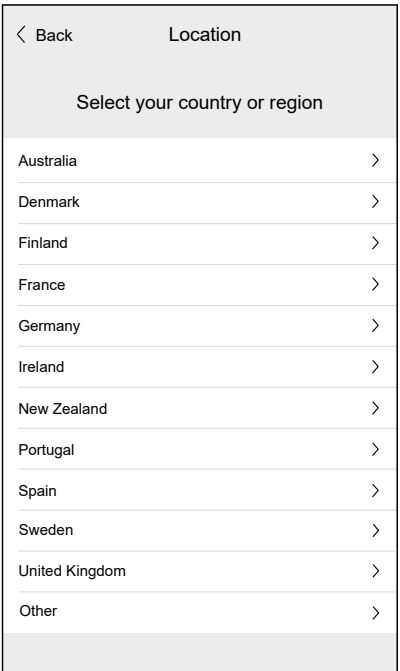 Back Location
Select your country or region
Australia
Denmark
Finland
France
Germany
Ireland
New Zealand
Portugal
Spain
Sweden
United Kingdom
Other